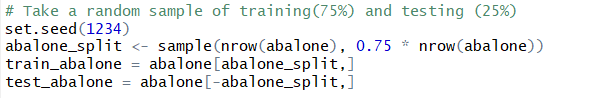 # Take a random sample of training(75%) and testing (25%)
set.seed(1234)
abalone_split <- sample(nrow(abalone), 0.75 * nrow(abalone))
train_abalone = abalone[abalone_split,]
test_abalone = abalone[-abalone_split,]